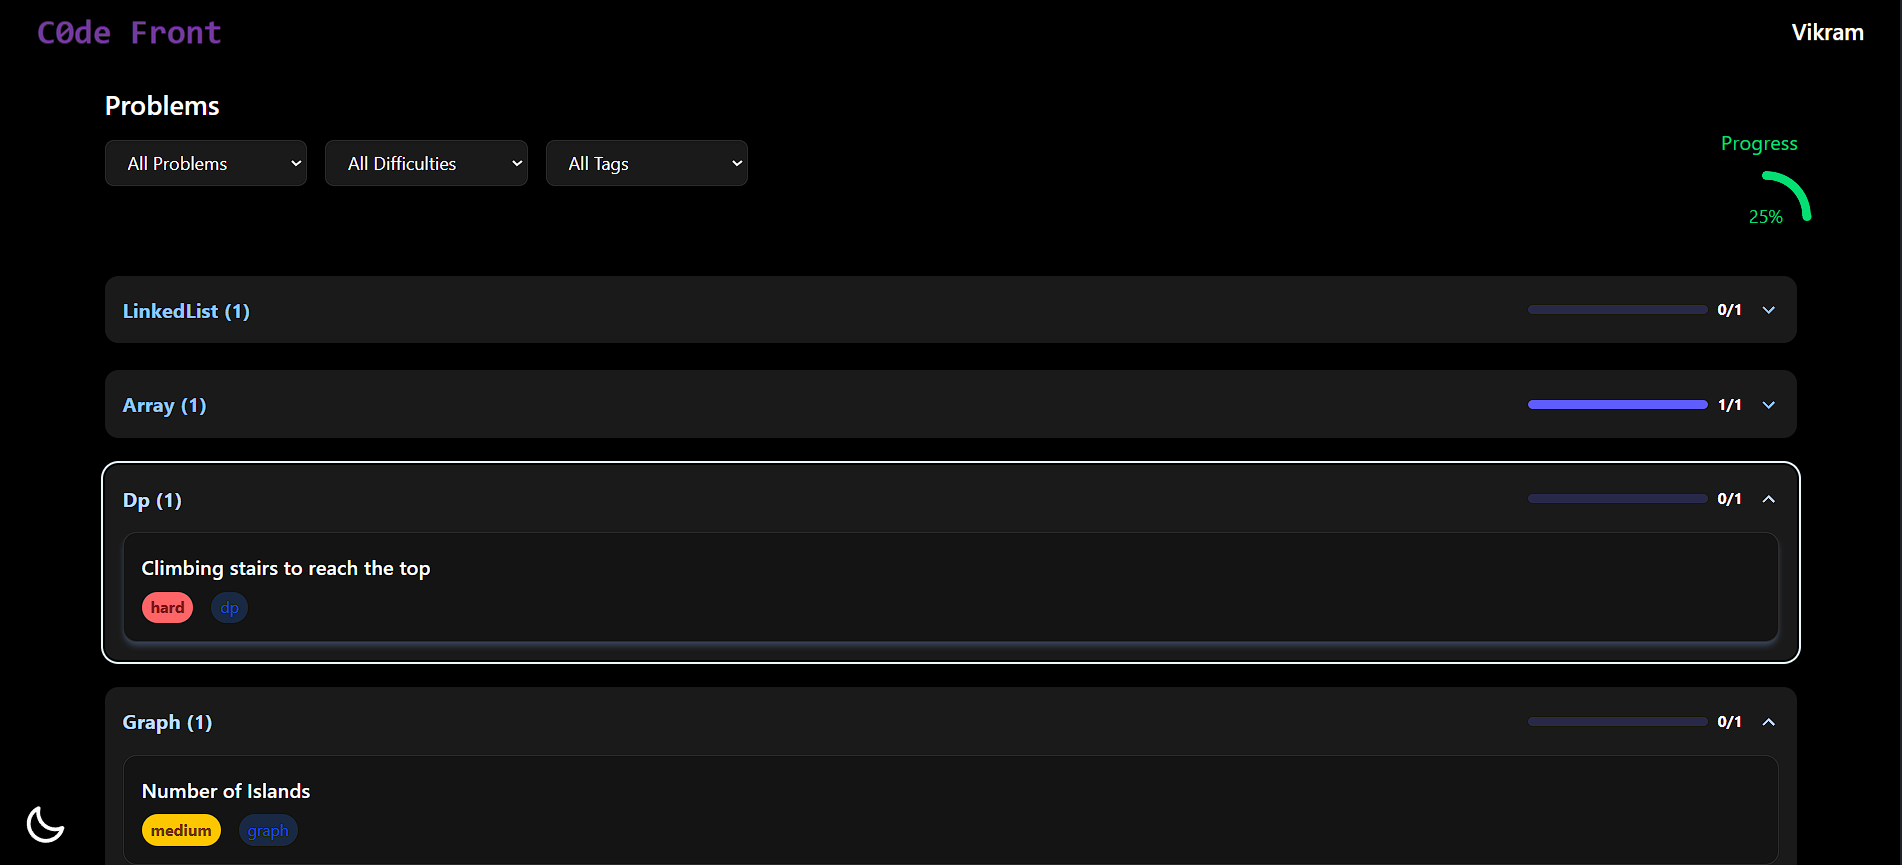 C0de Front
Vikram
Problems
All Problems
All Difficulties
All Tags
Progress
25%
LinkedList (1)
0/1
Array (1)
1/1
Dp (1)
0/1
Climbing stairs to reach the top
hard
dp
Graph (1)
0/1
Number of Islands
medium
graph